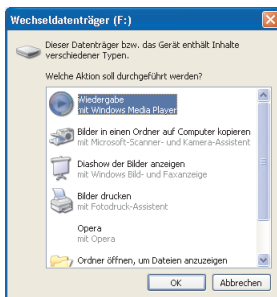 Wechseldatenträger (F:)
Dieser Datenträger bzw. das Gerät enthält Inhalte
verschiedener Typen.
Welche Aktion soll durchgeführt werden?
Wiedergabe
mit Windows Media Player
Bilder in einen Ordner auf Computer kopieren
mit Microsoft-Scanner- und Kamera-Assistent
Diashow der Bilder anzeigen
mit Windows Bild- und Faxanzeige
Bilder drucken
mit Fotodruck-Assistent
Opera
mit Opera
Ordner öffnen, um Dateien anzuzeigen
OK
Abbrechen